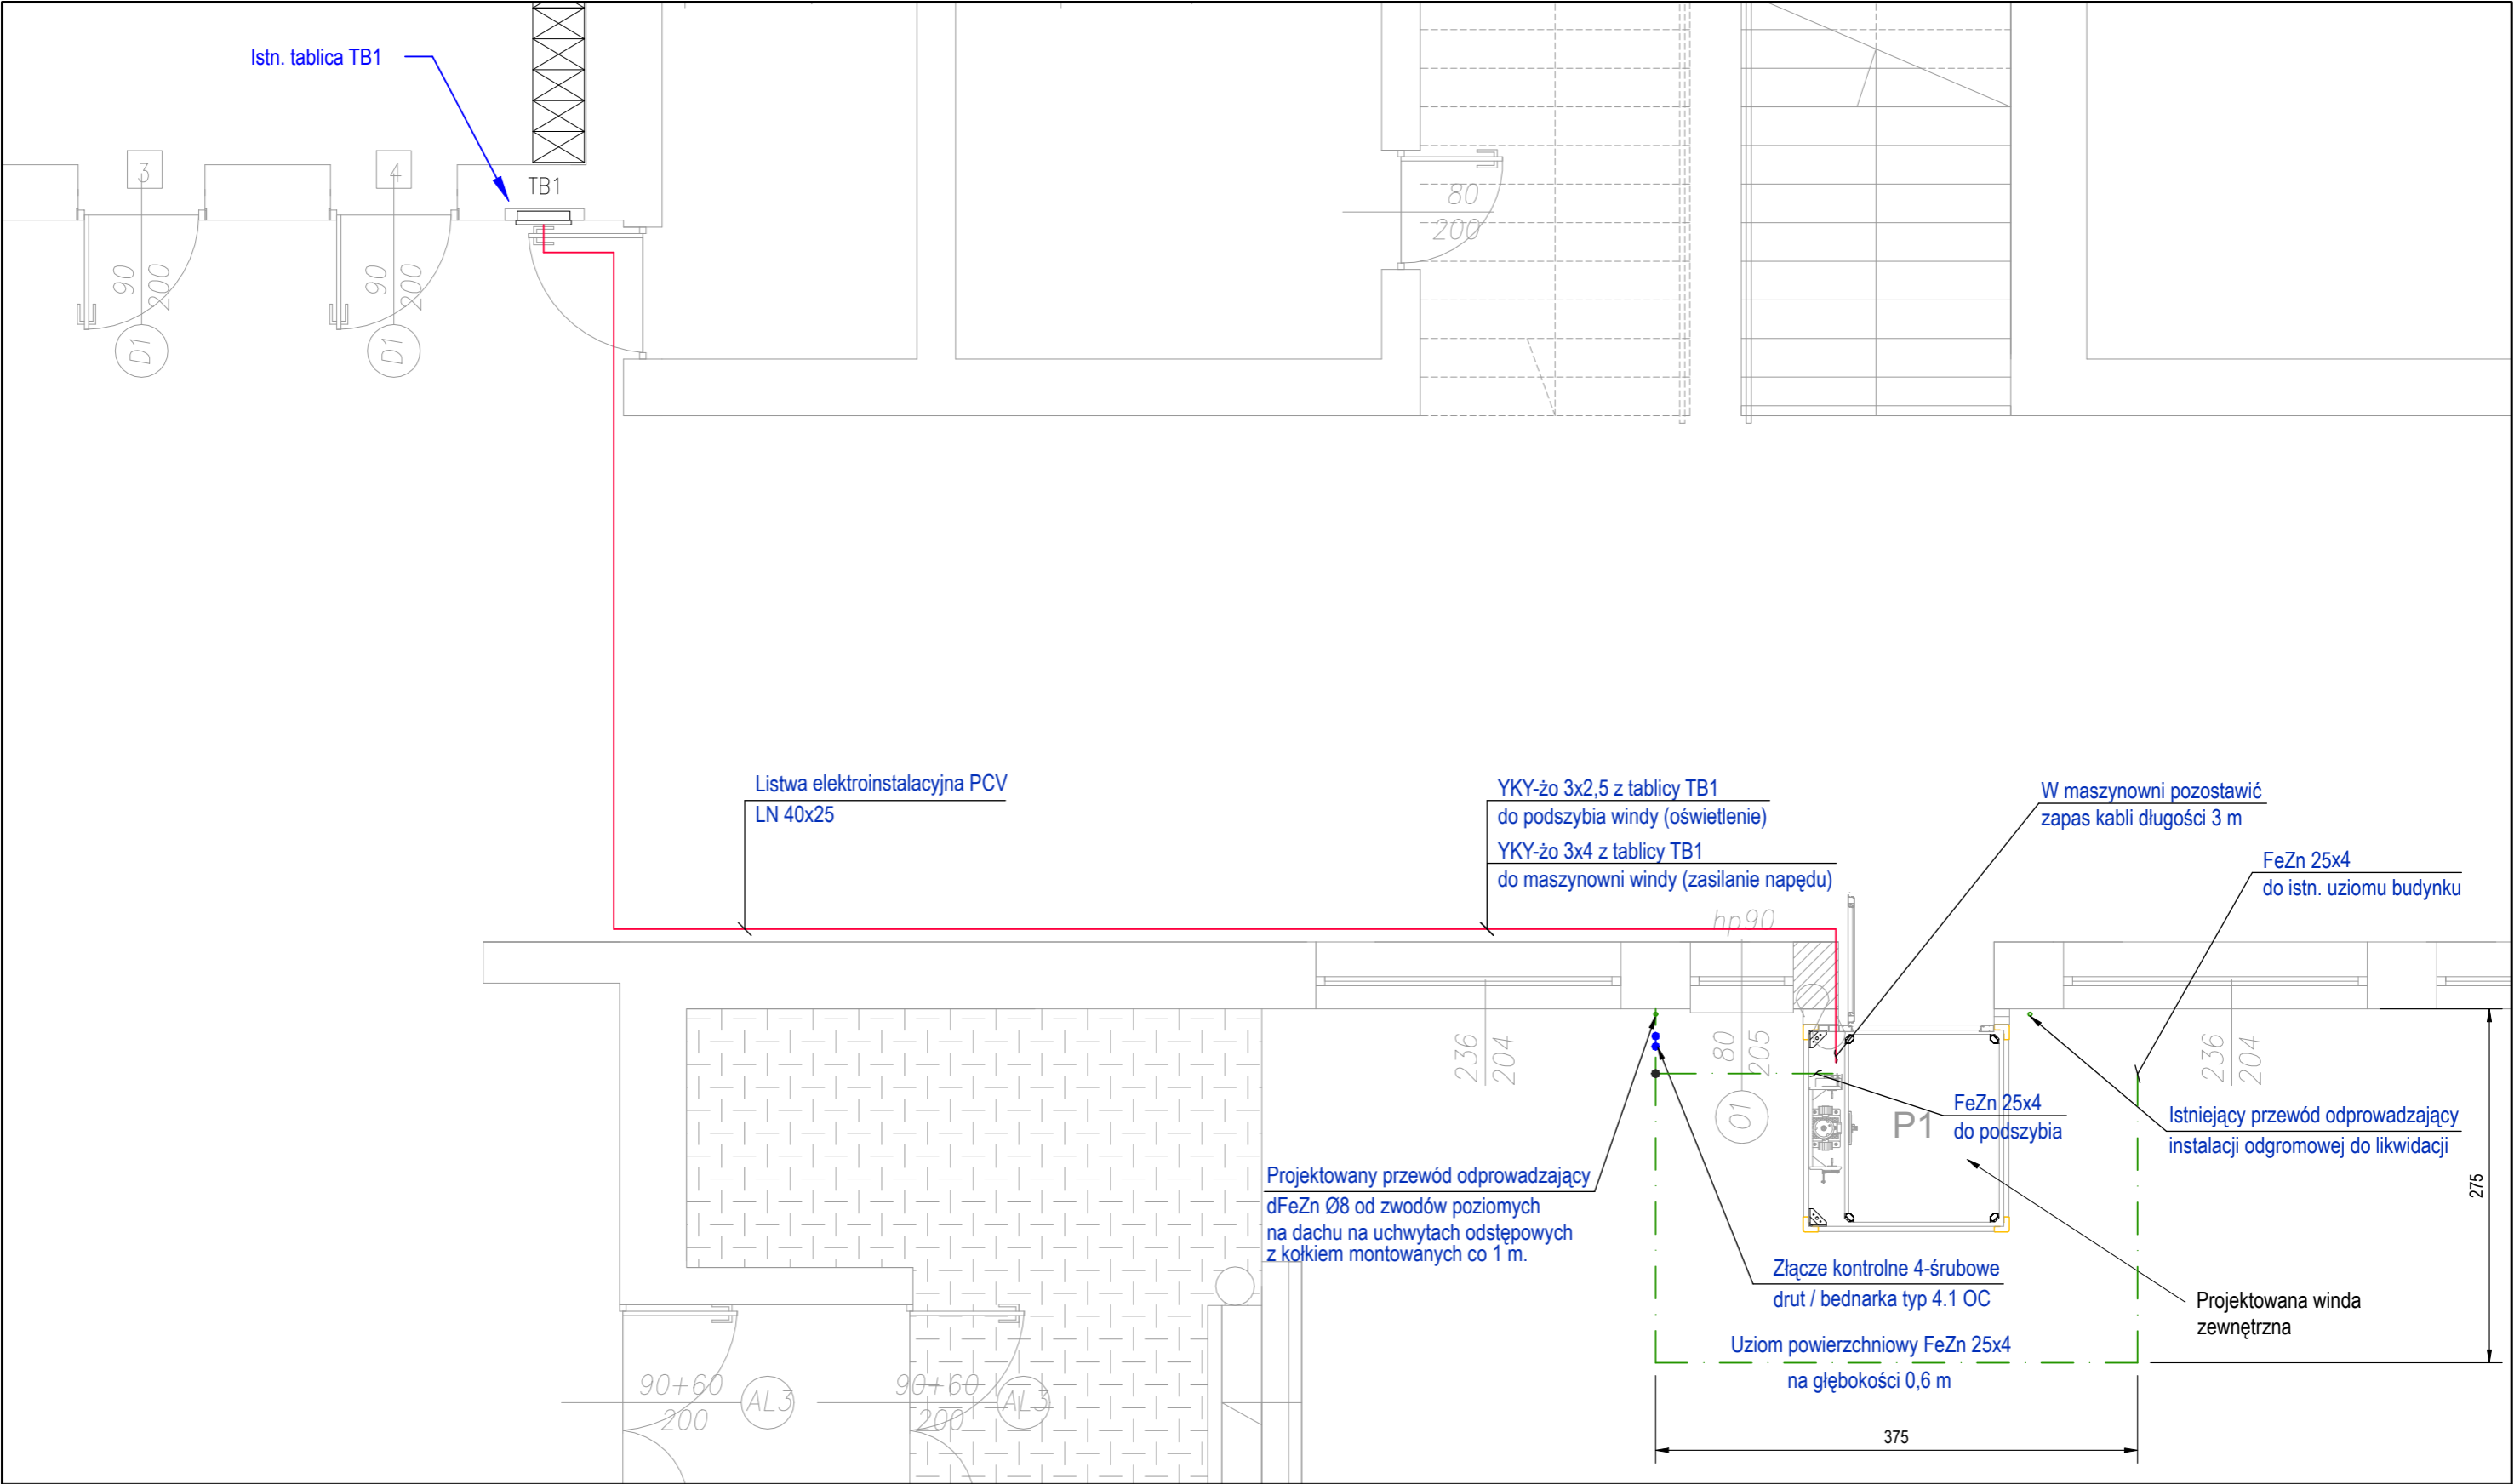 Istn. tablica TB1
3
4
TB1
80
200
90
200
90
200
D1
D1
Listwa elektroinstalacyjna PCV
LN 40x25
YKY-żo 3x2,5 z tablicy TB1
do podszybia windy (oświetlenie)
YKY-żo 3x4 z tablicy TB1
do maszynowni windy (zasilanie napędu)
W maszynowni pozostawić
zapas kabli długości 3 m
FeZn 25x4
do istn. uziomu budynku
hp90
236
204
80
205
236
204
01
P1
FeZn 25x4
do podszybia
Istniejący przewód odprowadzający
instalacji odgromowej do likwidacji
Projektowany przewód odprowadzający
dFeZn Ø8 od zwodów poziomych
na dachu na uchwytach odstępowych
z kołkiem montowanych co 1 m.
275
Złącze kontrolne 4-śrubowe
drut / bednarka typ 4.1 OC
Projektowana winda
zewnętrzna
Uziom powierzchniowy FeZn 25x4
na głębokości 0,6 m
90+60
200
AL3
90+60
200
AL3
375